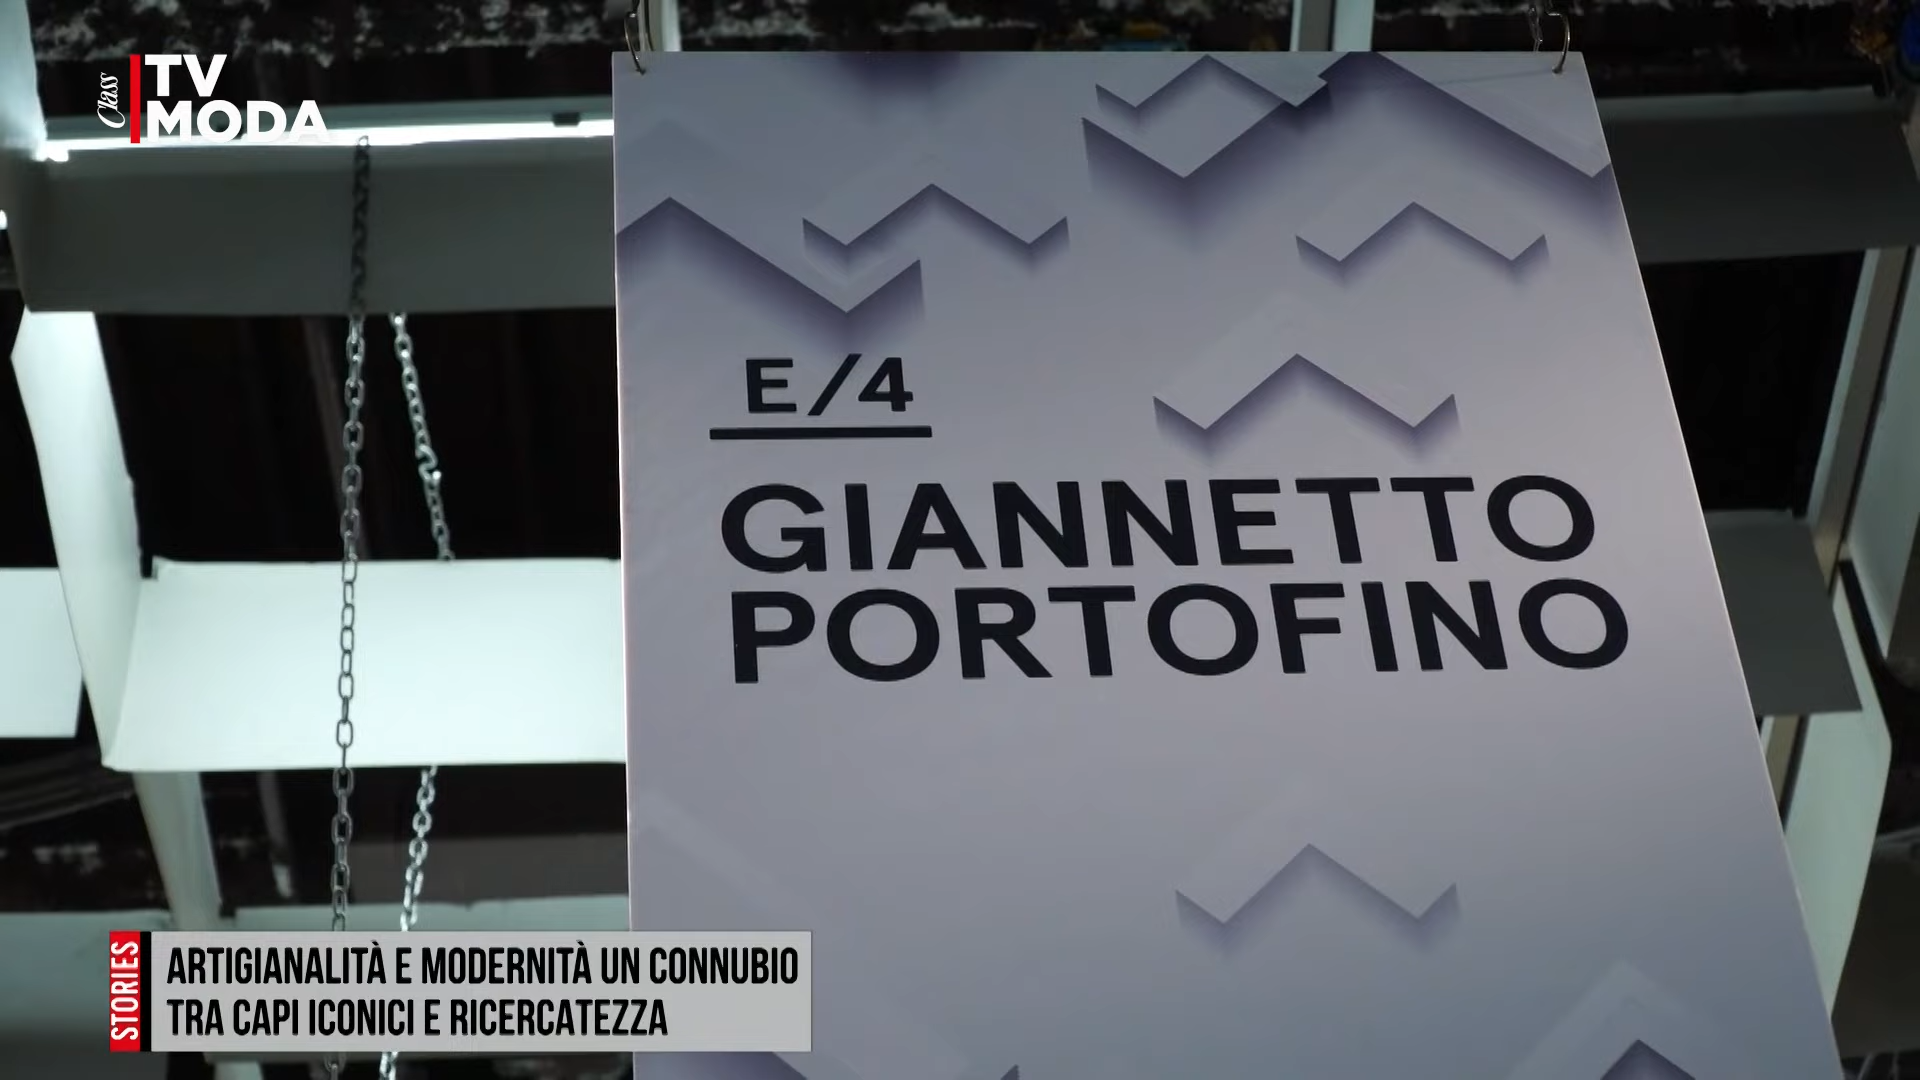 Class
TV
MODA
E/4
GIANNETTO
PORTOFINO
STORIES
ARTIGIANALITÀ E MODERNITÀ UN CONNUBIO
TRA CAPI ICONICI E RICERCATEZZA